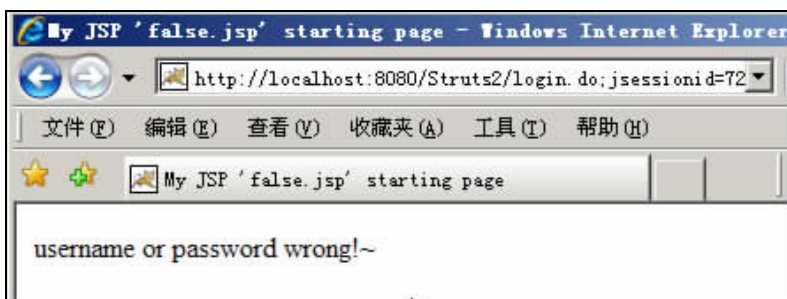 My JSP 'false.jsp' starting page - Windows Internet Explorer
http://localhost:8080/Struts2/login.do;jsessionid=72
文件(F) 编辑(E) 查看(V) 收藏夹(A) 工具(T) 帮助(H)
My JSP 'false.jsp' starting page
username or password wrong!~